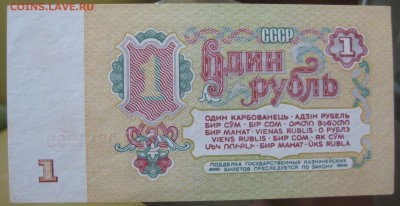 COINS.LAVE.RU
СССР
1
ОДИН
РУБЛЬ
1
ОДИН КАРБОВАНЕЦЬ · АДЗІН РУБЕЛЬ
БИР СЎМ · БІР СОМ · ᲔᲠᲗᲘ ᲛᲐᲜᲔᲗᲘ
БИР МАНАТ · VIENAS RUBLIS · О РУБЛЭ
VIENS RUBLIS · БИР СОМ · ЯК СЎМ
ՄԵԿ ՌՈՒԲԼԻ · БИР МАНАТ · ÜKS RUBLA
1
ПОДДЕЛКА ГОСУДАРСТВЕННЫХ КАЗНАЧЕЙСКИХ
БИЛЕТОВ ПРЕСЛЕДУЕТСЯ ПО ЗАКОНУ